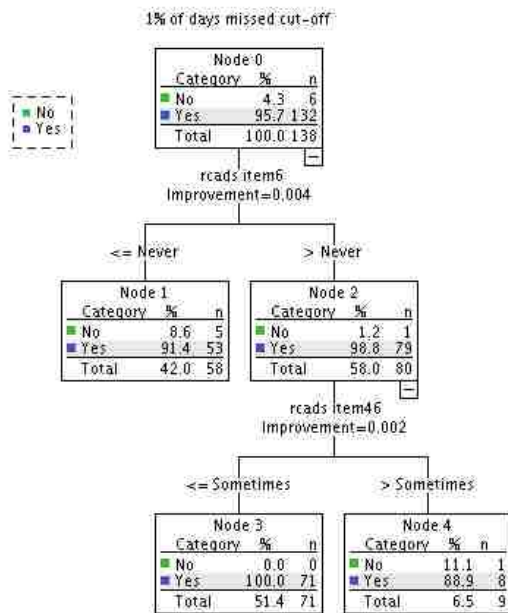 1% of days missed cut-off
Node 0
Category % n
No 4.3 6
Yes 95.7 132
Total 100.0 138
No
Yes
rcads item6
Improvement=0.004
<= Never
> Never
Node 1
Category % n
No 8.6 5
Yes 91.4 53
Total 42.0 58
Node 2
Category % n
No 1.2 1
Yes 98.8 79
Total 58.0 80
rcads item46
Improvement=0.002
<= Sometimes
> Sometimes
Node 3
Category % n
No 0.0 0
Yes 100.0 71
Total 51.4 71
Node 4
Category % n
No 11.1 1
Yes 88.9 8
Total 6.5 9